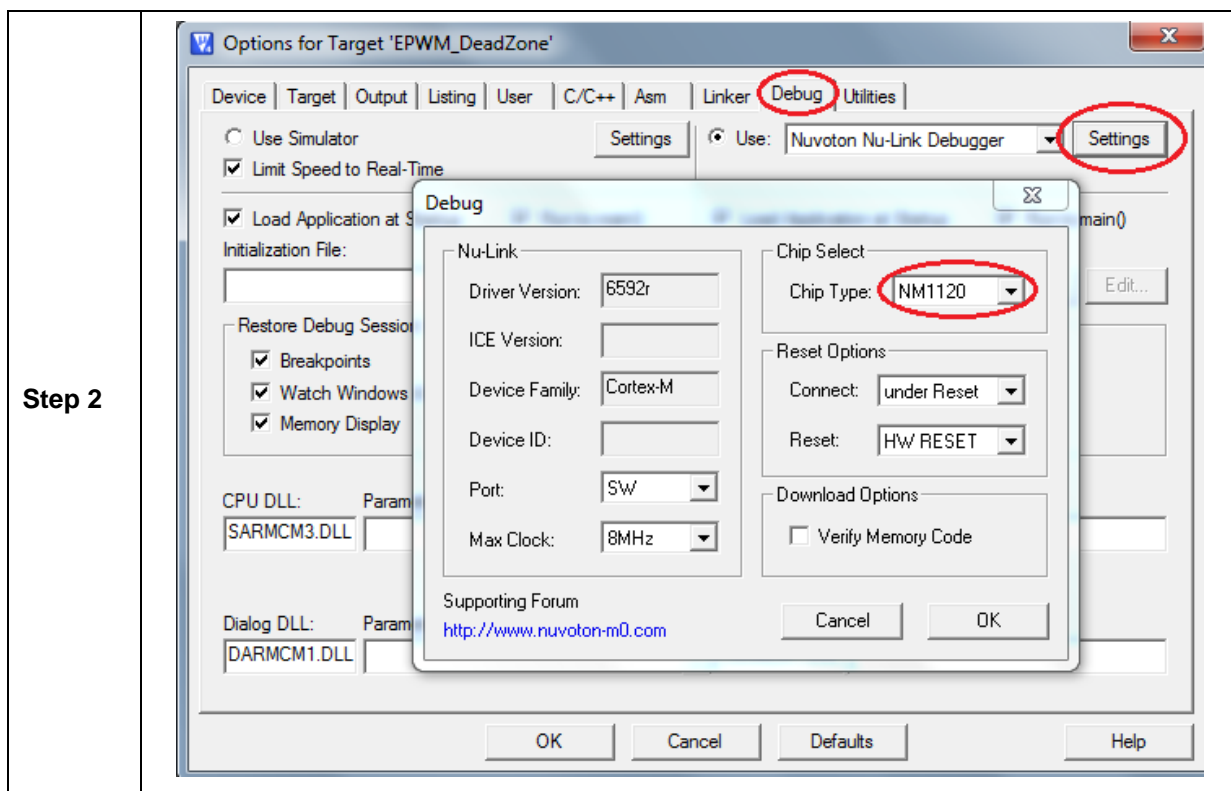 Step 2
Options for Target 'EPWM_DeadZone'
Device Target Output Listing User C/C++ Asm Linker Debug Utilities
Use Simulator Settings Use: Nuvoton Nu-Link Debugger Settings
Limit Speed to Real-Time
Load Application at S main()
Initialization File:
Edit...
Restore Debug Session
Breakpoints
Watch Windows
Memory Display
CPU DLL: Param
SARMCM3.DLL
Dialog DLL: Param
DARMCM1.DLL
Debug
Nu-Link
Driver Version: 6592r
ICE Version:
Device Family: Cortex-M
Device ID:
Port: SW
Max Clock: 8MHz
Chip Select
Chip Type: NM1120
Reset Options
Connect: under Reset
Reset: HW RESET
Download Options
Verify Memory Code
Supporting Forum
http://www.nuvoton-m0.com
Cancel OK
OK Cancel Defaults Help